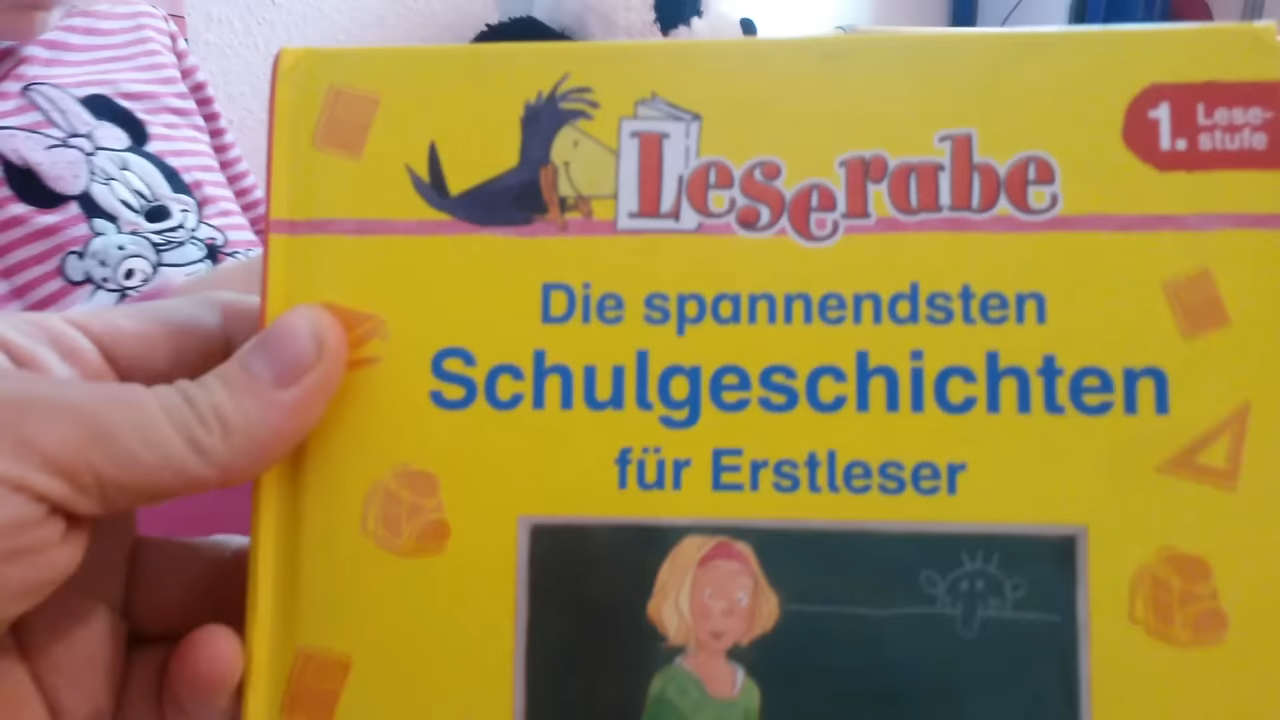 Leserabe
1. Lese-
stufe
Die spannendsten
Schulgeschichten
für Erstleser